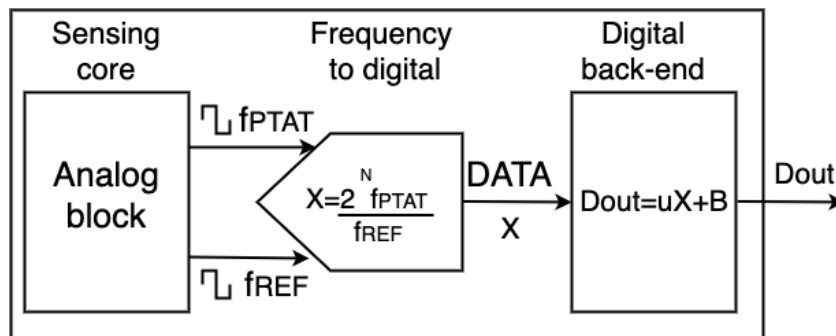 Sensing
core
Frequency
to digital
Digital
back-end
Analog
block
fPTAT
fREF
X=2^N fPTAT
fREF
DATA
X
Dout=uX+B
Dout